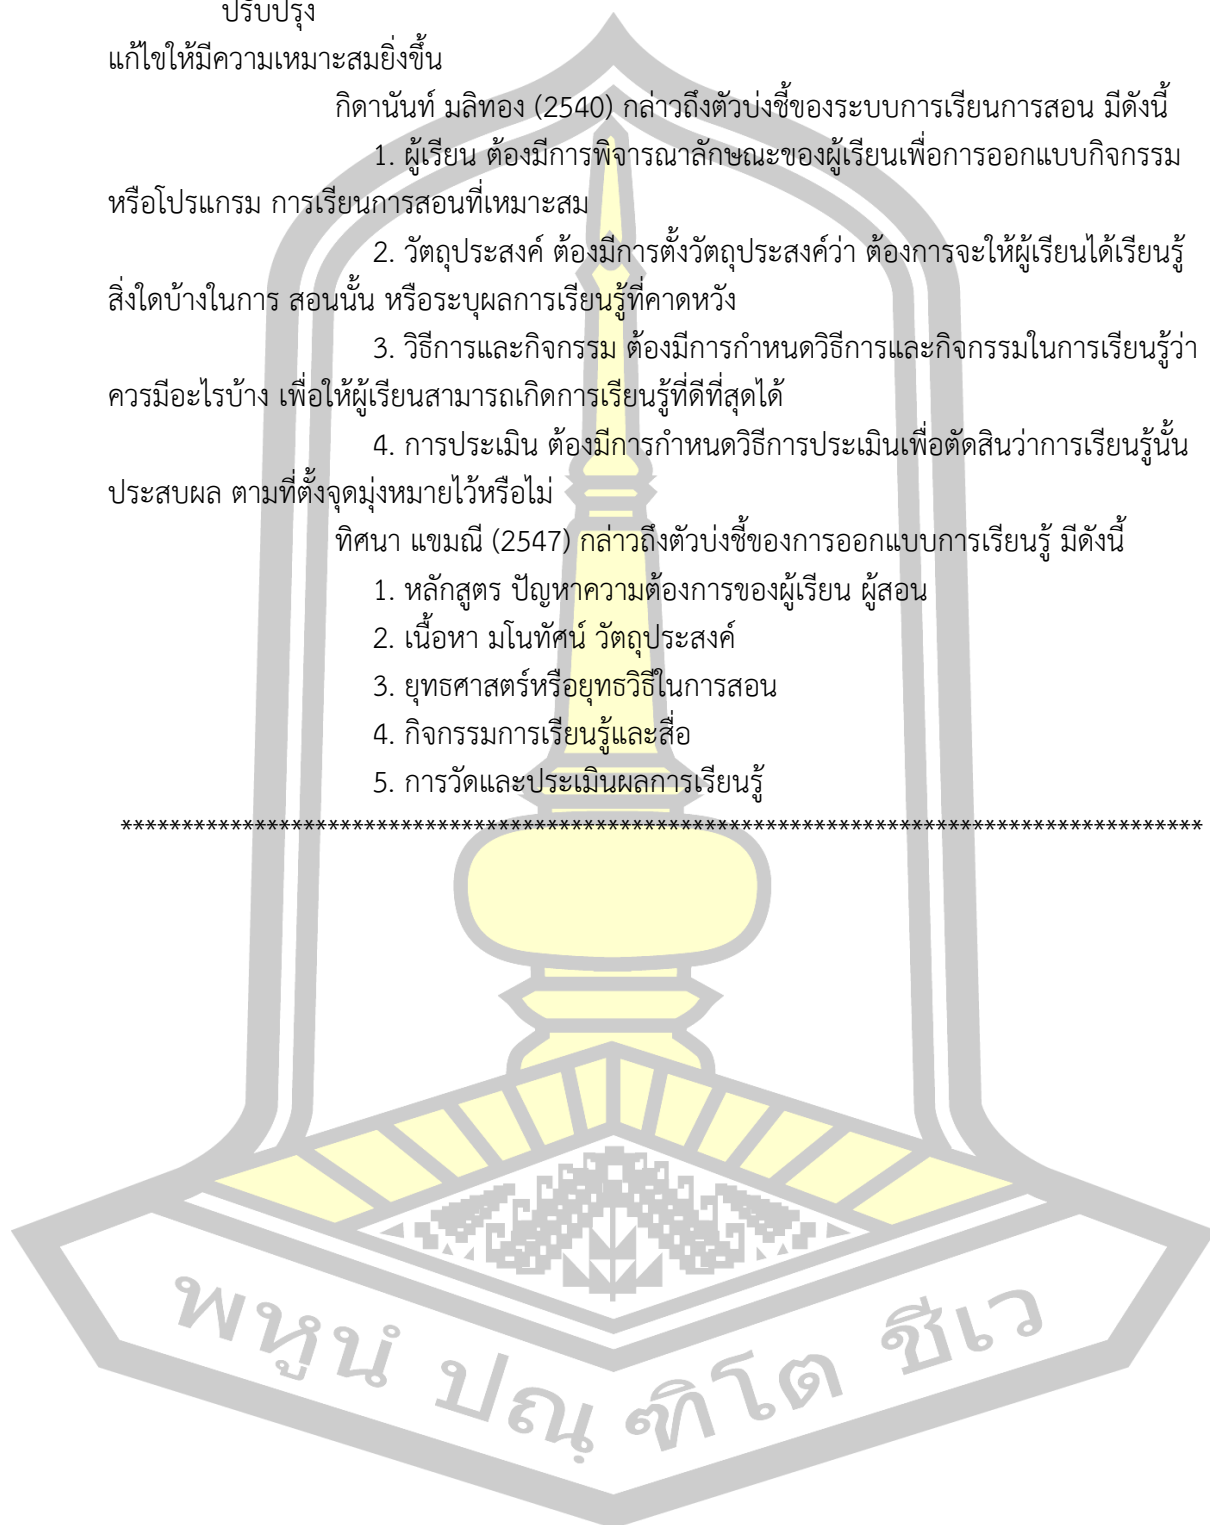 ปรับปรุง
แก้ไขให้มีความเหมาะสมยิ่งขึ้น
กิดานันท์ มลิทอง (2540) กล่าวถึงตัวบ่งชี้ของระบบการเรียนการสอน มีดังนี้
1. ผู้เรียน ต้องมีการพิจารณาลักษณะของผู้เรียนเพื่อการออกแบบกิจกรรม
หรือโปรแกรม การเรียนการสอนที่เหมาะสม
2. วัตถุประสงค์ ต้องมีการตั้งวัตถุประสงค์ว่า ต้องการจะให้ผู้เรียนได้เรียนรู้
สิ่งใดบ้างในการ สอนนั้น หรือระบุผลการเรียนรู้ที่คาดหวัง
3. วิธีการและกิจกรรม ต้องมีการกำหนดวิธีการและกิจกรรมในการเรียนรู้ว่า
ควรมีอะไรบ้าง เพื่อให้ผู้เรียนสามารถเกิดการเรียนรู้ที่ดีที่สุดได้
4. การประเมิน ต้องมีการกำหนดวิธีการประเมินเพื่อตัดสินว่าการเรียนรู้นั้น
ประสบผล ตามที่ตั้งจุดมุ่งหมายไว้หรือไม่
ทิศนา แขมณี (2547) กล่าวถึงตัวบ่งชี้ของการออกแบบการเรียนรู้ มีดังนี้
1. หลักสูตร ปัญหาความต้องการของผู้เรียน ผู้สอน
2. เนื้อหา มโนทัศน์ วัตถุประสงค์
3. ยุทธศาสตร์หรือยุทธวิธีในการสอน
4. กิจกรรมการเรียนรู้และสื่อ
5. การวัดและประเมินผลการเรียนรู้
******************************************************************************************
พหูนํ ปณฺฑิโต ชีเว